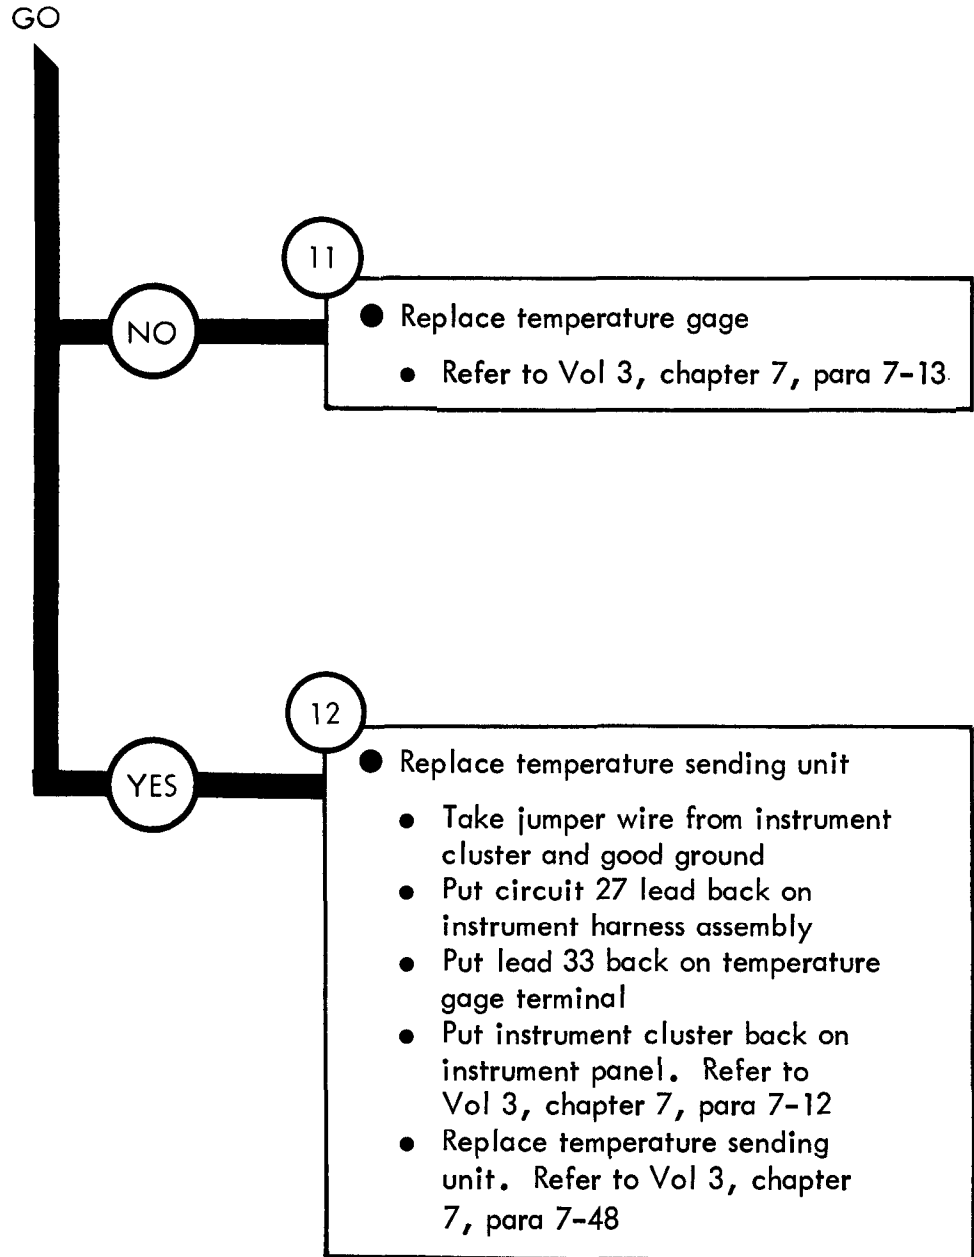 GO
11
NO
● Replace temperature gage
● Refer to Vol 3, chapter 7, para 7-13
12
YES
● Replace temperature sending unit
● Take jumper wire from instrument
cluster and good ground
● Put circuit 27 lead back on
instrument harness assembly
● Put lead 33 back on temperature
gage terminal
● Put instrument cluster back on
instrument panel. Refer to
Vol 3, chapter 7, para 7-12
● Replace temperature sending
unit. Refer to Vol 3, chapter
7, para 7-48